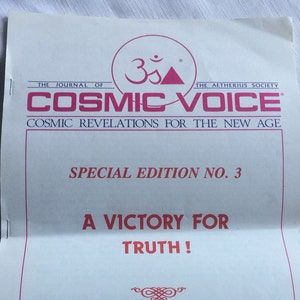 THE JOURNAL OF THE AETHERIUS SOCIETY
COSMIC VOICE®
COSMIC REVELATIONS FOR THE NEW AGE
SPECIAL EDITION NO. 3
A VICTORY FOR
TRUTH!